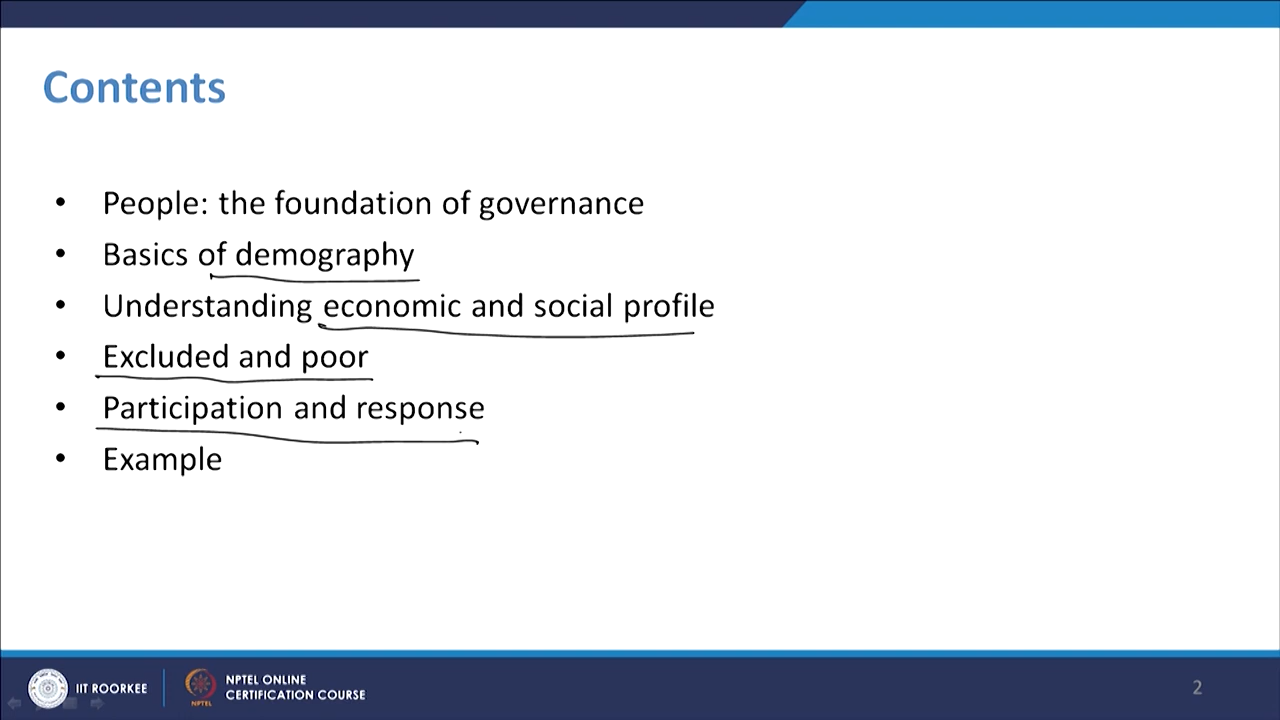 Contents
• People: the foundation of governance
• Basics of demography
• Understanding economic and social profile
• Excluded and poor
• Participation and response
• Example
IIT ROORKEE
NPTEL
NPTEL ONLINE
CERTIFICATION COURSE
2